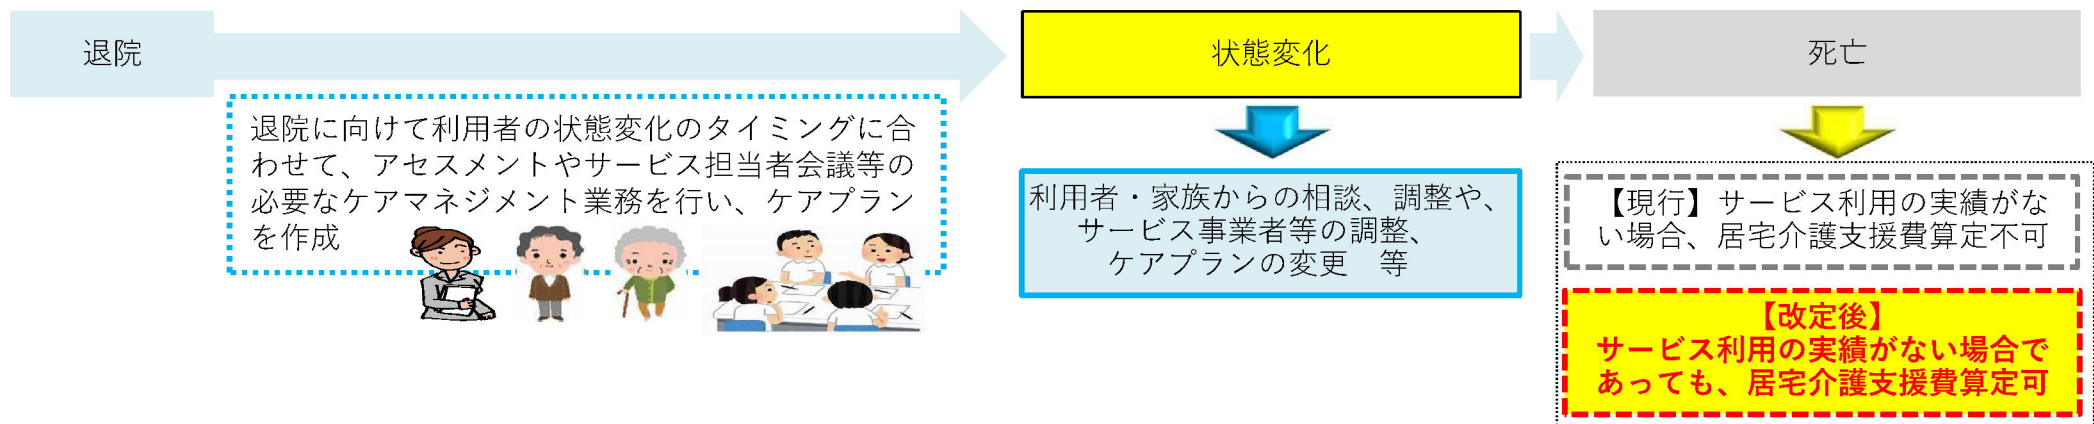 退院
退院に向けて利用者の状態変化のタイミングに合
わせて、アセスメントやサービス担当者会議等の
必要なケアマネジメント業務を行い、ケアプラン
を作成
状態変化
利用者・家族からの相談、調整や、
サービス事業者等の調整、
ケアプランの変更　等
死亡
【現行】サービス利用の実績がな
い場合、居宅介護支援費算定不可
【改定後】
サービス利用の実績がない場合で
あっても、居宅介護支援費算定可